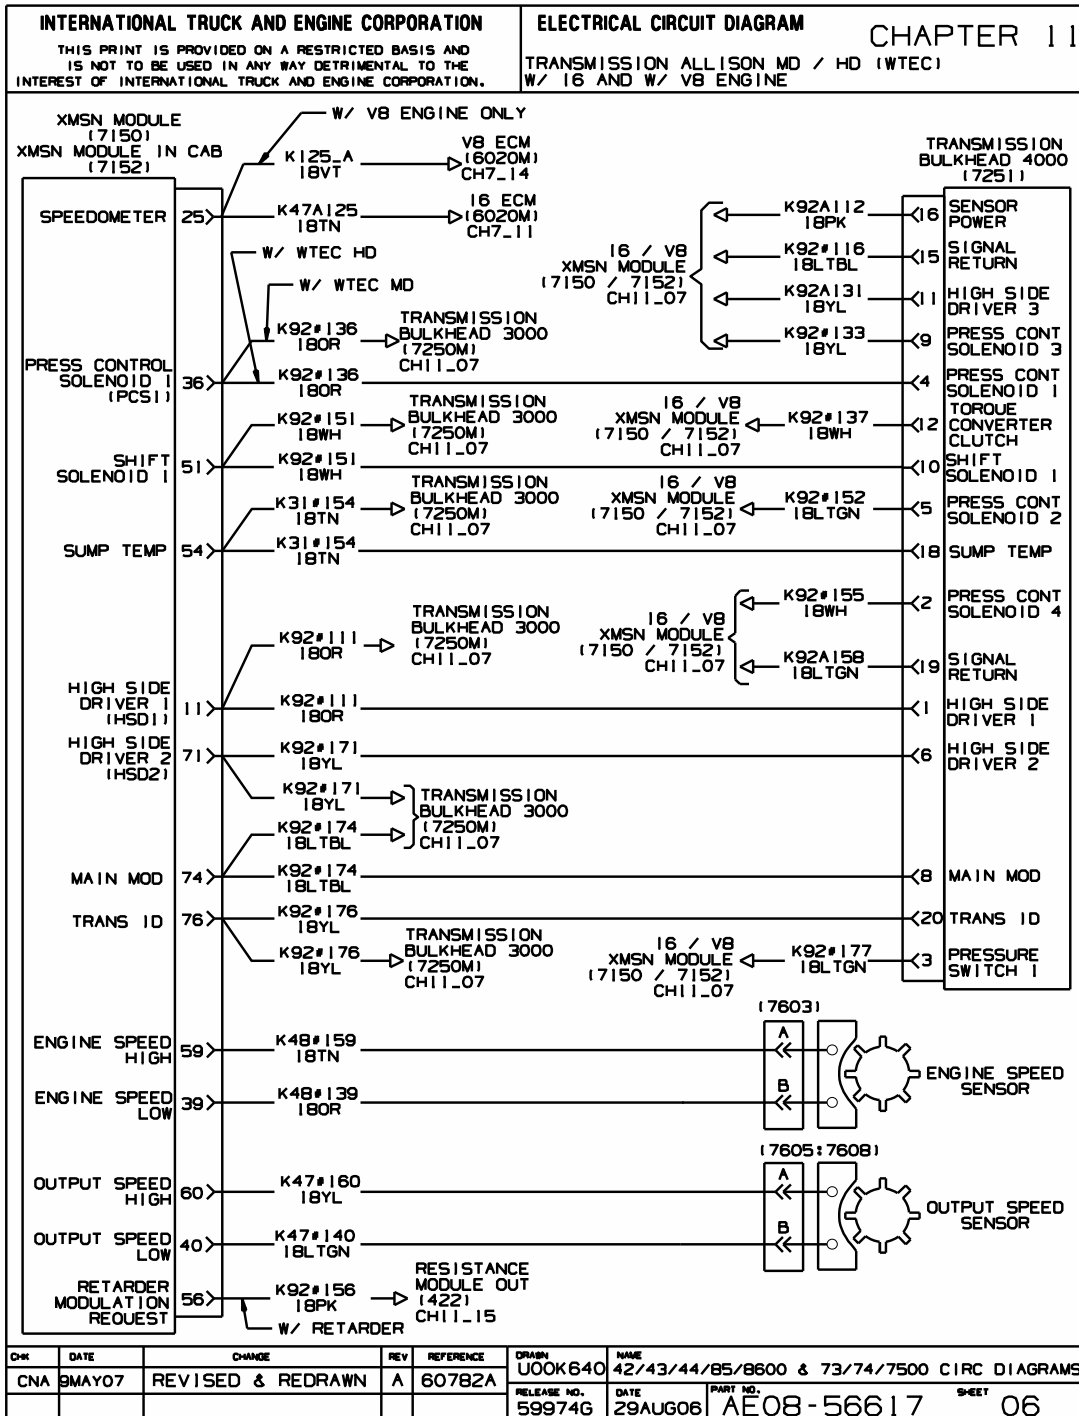 INTERNATIONAL TRUCK AND ENGINE CORPORATION
THIS PRINT IS PROVIDED ON A RESTRICTED BASIS AND
IS NOT TO BE USED IN ANY WAY DETRIMENTAL TO THE
INTEREST OF INTERNATIONAL TRUCK AND ENGINE CORPORATION.
ELECTRICAL CIRCUIT DIAGRAM
CHAPTER 11
TRANSMISSION ALLISON MD / HD (WTEC)
W/ I6 AND W/ V8 ENGINE
XMSN MODULE
(7150)
XMSN MODULE IN CAB
(7152)
W/ V8 ENGINE ONLY
K125_A
18VT
V8 ECM
(6020M)
CH7_14
SPEEDOMETER 25
K47A125
18TN
I6 ECM
(6020M)
CH7_11
W/ WTEC HD
W/ WTEC MD
K92#136
18OR
TRANSMISSION
BULKHEAD 3000
(7250M)
CH11_07
PRESS CONTROL
SOLENOID 1
(PCS1)
36
K92#136
18OR
K92#151
18WH
TRANSMISSION
BULKHEAD 3000
(7250M)
CH11_07
SHIFT
SOLENOID 1
51
K92#151
18WH
K31#154
18TN
TRANSMISSION
BULKHEAD 3000
(7250M)
CH11_07
SUMP TEMP 54
K31#154
18TN
K92#111
18OR
TRANSMISSION
BULKHEAD 3000
(7250M)
CH11_07
HIGH SIDE
DRIVER 1
(HSD1)
11
K92#111
18OR
HIGH SIDE
DRIVER 2
(HSD2)
71
K92#171
18YL
K92#171
18YL
K92#174
18LTBL
TRANSMISSION
BULKHEAD 3000
(7250M)
CH11_07
MAIN MOD 74
K92#174
18LTBL
TRANS ID 76
K92#176
18YL
K92#176
18YL
TRANSMISSION
BULKHEAD 3000
(7250M)
CH11_07
ENGINE SPEED
HIGH
59
K48#159
18TN
ENGINE SPEED
LOW
39
K48#139
18OR
OUTPUT SPEED
HIGH
60
K47#160
18YL
OUTPUT SPEED
LOW
40
K47#140
18LTGN
RETARDER
MODULATION
REQUEST
56
K92#156
18PK
RESISTANCE
MODULE OUT
(422)
CH11_15
W/ RETARDER
TRANSMISSION
BULKHEAD 4000
(7251)
I6 / V8
XMSN MODULE
(7150 / 7152)
CH11_07
K92A112
18PK
16 SENSOR
POWER
K92#116
18LTBL
15 SIGNAL
RETURN
K92A131
18YL
11 HIGH SIDE
DRIVER 3
K92#133
18YL
9 PRESS CONT
SOLENOID 3
4 PRESS CONT
SOLENOID 1
I6 / V8
XMSN MODULE
(7150 / 7152)
CH11_07
K92#137
18WH
12 TORQUE
CONVERTER
CLUTCH
10 SHIFT
SOLENOID 1
I6 / V8
XMSN MODULE
(7150 / 7152)
CH11_07
K92#152
18LTGN
5 PRESS CONT
SOLENOID 2
18 SUMP TEMP
I6 / V8
XMSN MODULE
(7150 / 7152)
CH11_07
K92#155
18WH
2 PRESS CONT
SOLENOID 4
K92A158
18LTGN
19 SIGNAL
RETURN
1 HIGH SIDE
DRIVER 1
6 HIGH SIDE
DRIVER 2
8 MAIN MOD
20 TRANS ID
I6 / V8
XMSN MODULE
(7150 / 7152)
CH11_07
K92#177
18LTGN
3 PRESSURE
SWITCH 1
(7603)
A
B
ENGINE SPEED
SENSOR
(7605:7608)
A
B
OUTPUT SPEED
SENSOR
CHK DATE CHANGE REV REFERENCE
CNA 9MAY07 REVISED & REDRAWN A 60782A
DRAWN
U00K640
NAME
42/43/44/85/8600 & 73/74/7500 CIRC DIAGRAMS
RELEASE NO.
59974G
DATE
29AUG06
PART NO.
AE08-56617
SHEET
06